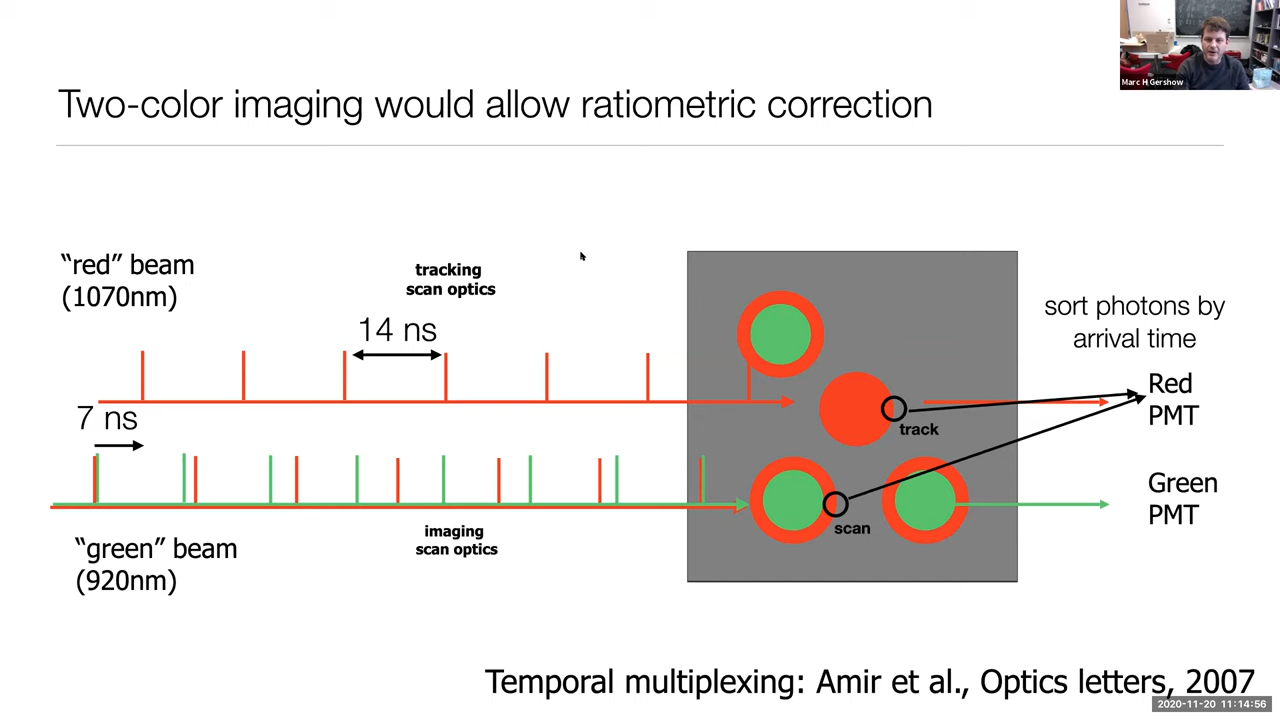 Marc H Gershow
Two-color imaging would allow ratiometric correction
“red” beam
(1070nm)
tracking
scan optics
14 ns
7 ns
sort photons by
arrival time
Red
PMT
track
scan
Green
PMT
imaging
scan optics
“green” beam
(920nm)
Temporal multiplexing: Amir et al., Optics letters, 2007
2020-11-20 11:14:56